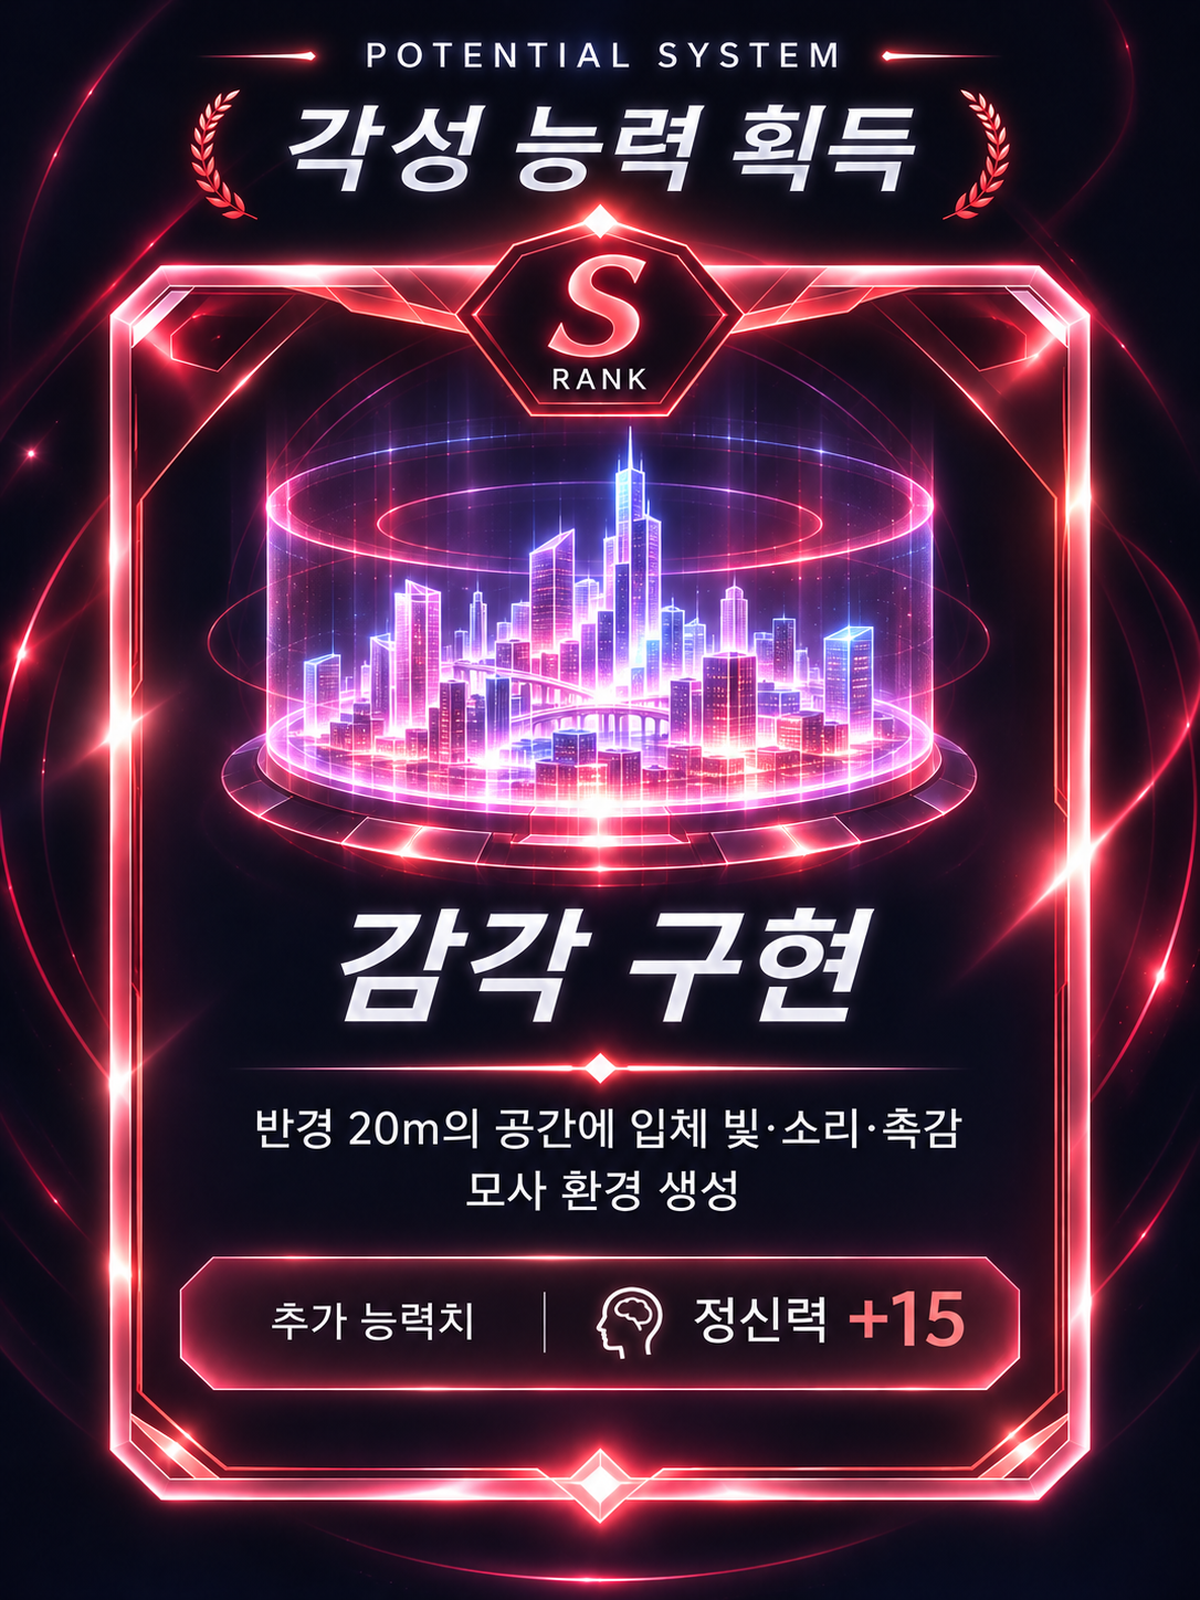 POTENTIAL SYSTEM
각성 능력 획득
S
RANK
감각 구현
반경 20m의 공간에 입체 빛·소리·촉감
모사 환경 생성
추가 능력치 정신력 +15